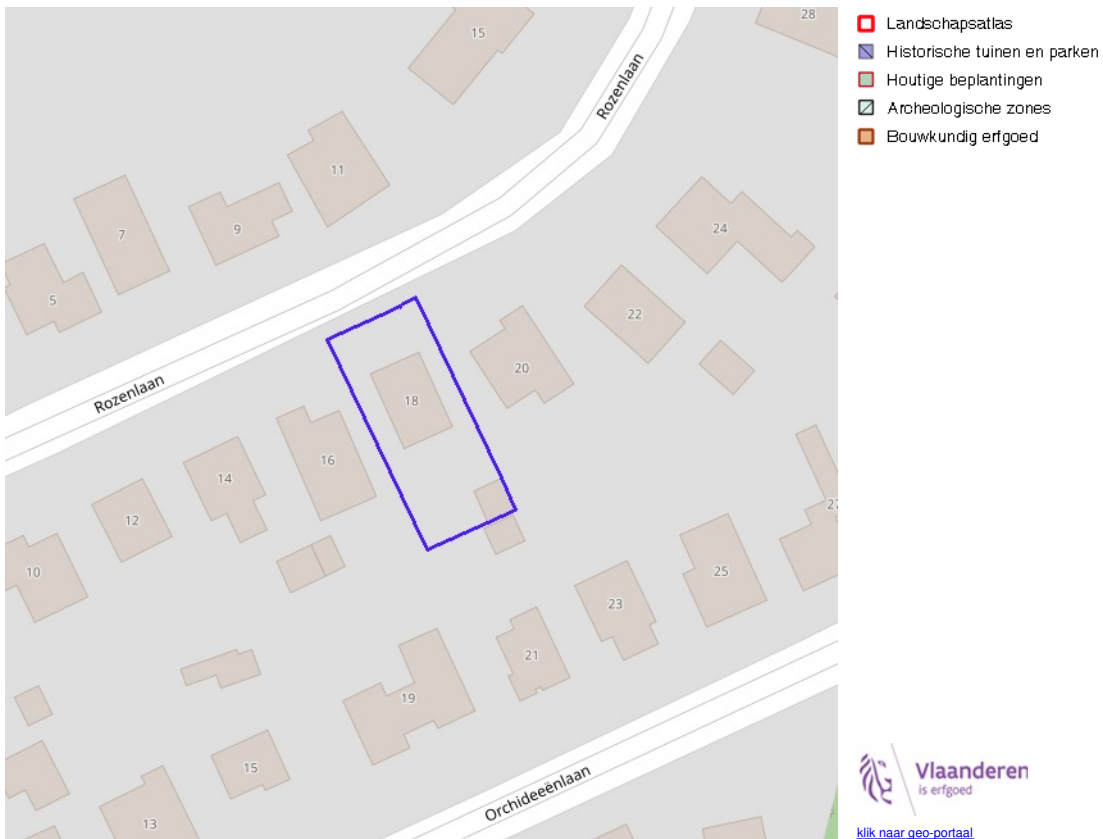 15
28
Rozenlaan
11
7
9
24
5
22
20
Rozenlaan
18
16
14
12
27
10
25
23
21
19
15
Orchideeënlaan
13
Landschapsatlas
Historische tuinen en parken
Houtige beplantingen
Archeologische zones
Bouwkundig erfgoed
Vlaanderen
is erfgoed
klik naar geo-portaal